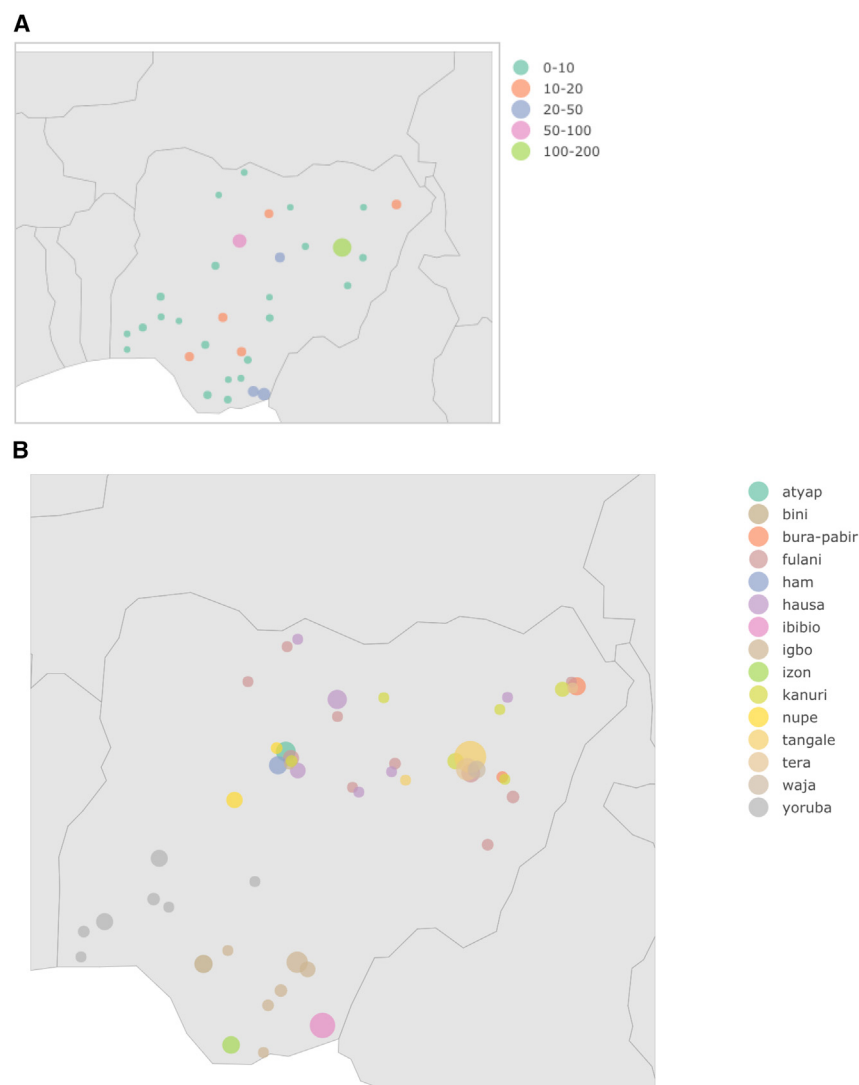 A
0-10
10-20
20-50
50-100
100-200
B
atyap
bini
bura-pabir
fulani
ham
hausa
ibibio
igbo
izon
kanuri
nupe
tangale
tera
waja
yoruba